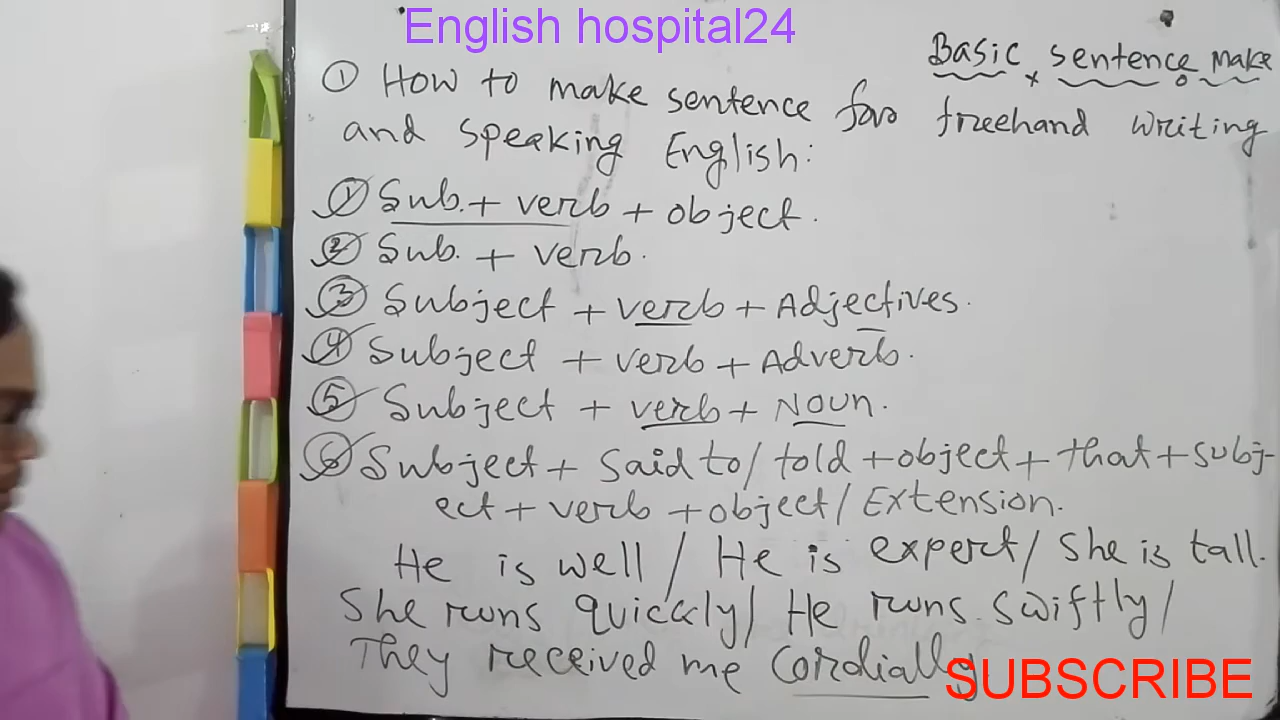 English hospital24
Basic sentence make
① How to make sentence for freehand writing
and speaking English:
① Sub. + verb + object.
② Sub. + verb.
③ Subject + verb + Adjectives.
④ Subject + verb + Adverb.
⑤ Subject + verb + Noun.
⑥ Subject + said to/ told + object + that + subj-
ect + verb + object/ Extension.
He is well/ He is expert/ She is tall.
She runs quickly/ He runs swiftly/
They received me cordially
SUBSCRIBE